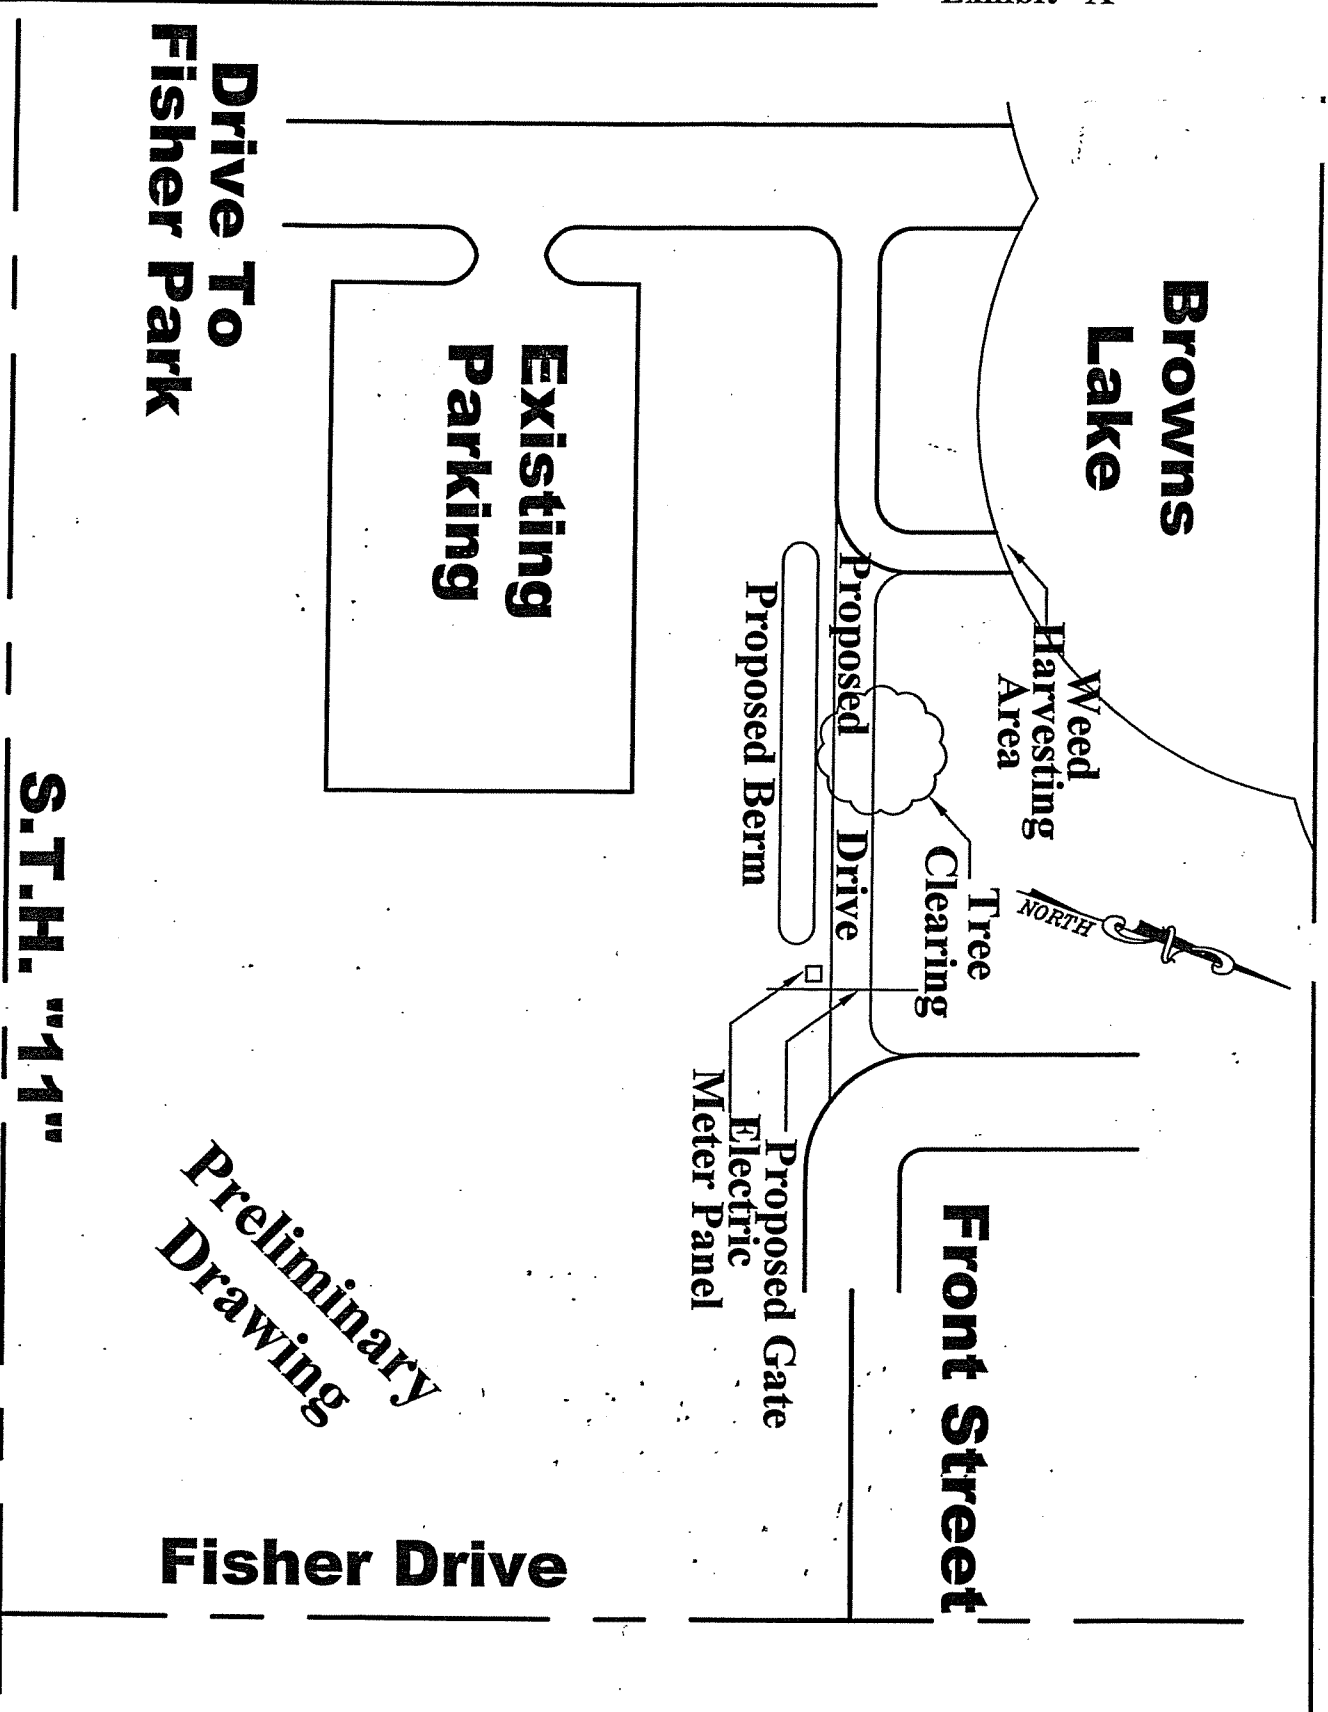 Exhibit "A"
Browns
Lake
Drive To
Fisher Park
Existing
Parking
Weed
Harvesting
Area
Proposed Drive
Proposed Berm
Tree
Clearing
NORTH
Proposed Gate
Electric
Meter Panel
Front Street
S.T.H. "11"
Preliminary
Drawing
Fisher Drive